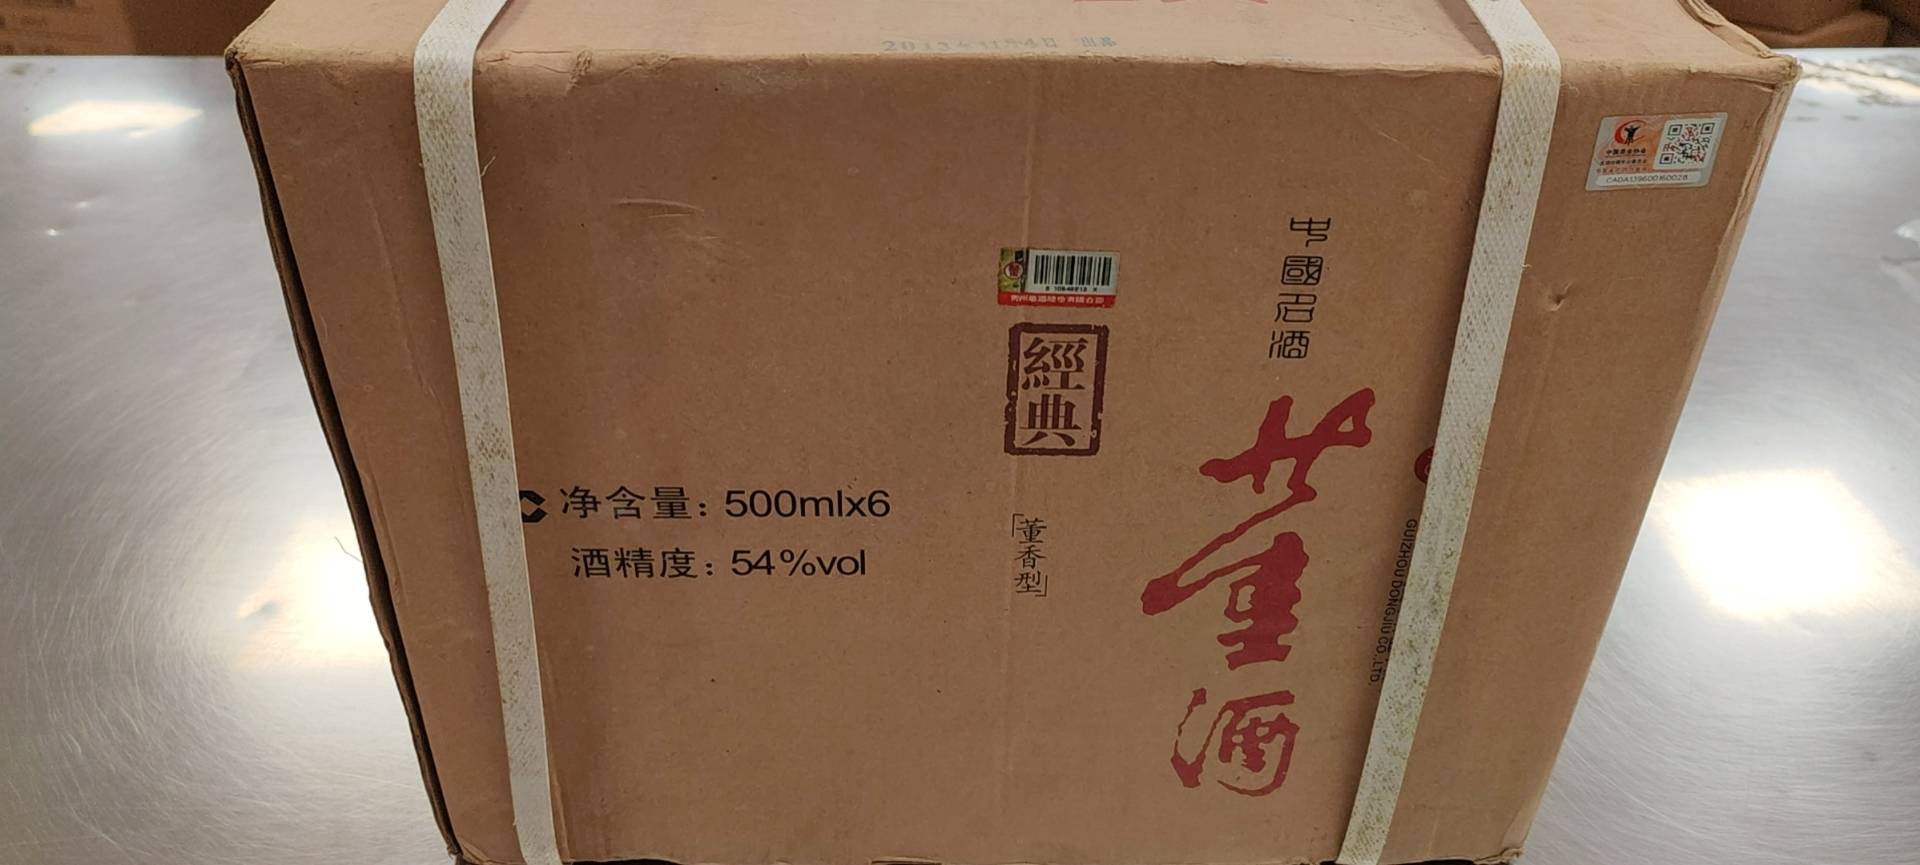 净含量：500mlx6
酒精度：54%vol
經典
「董香型」
中國名酒
董酒
GUIZHOU DONGJIU CO.,LTD.